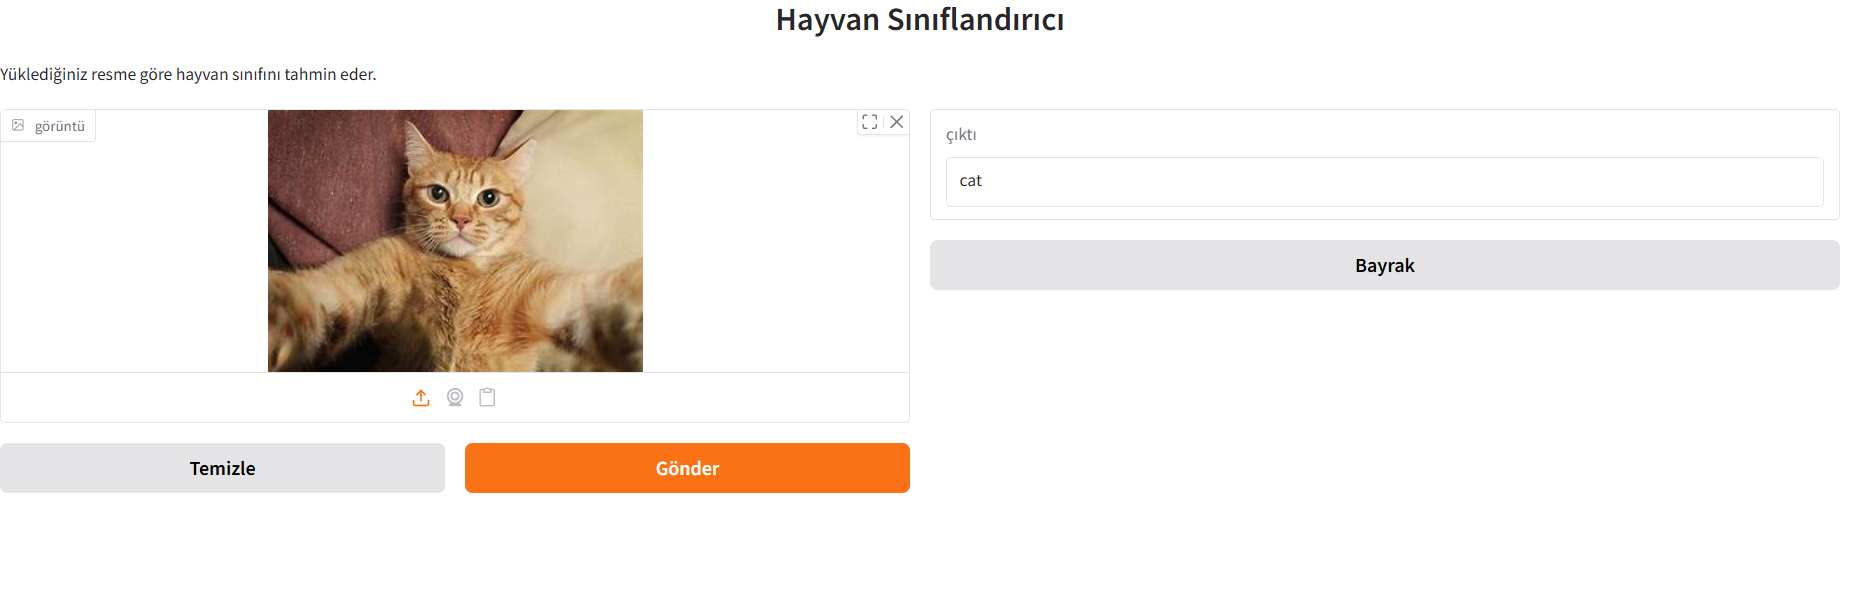 Hayvan Sınıflandırıcı
Yüklediğiniz resme göre hayvan sınıfını tahmin eder.
görüntü
çıktı
cat
Bayrak
Temizle
Gönder